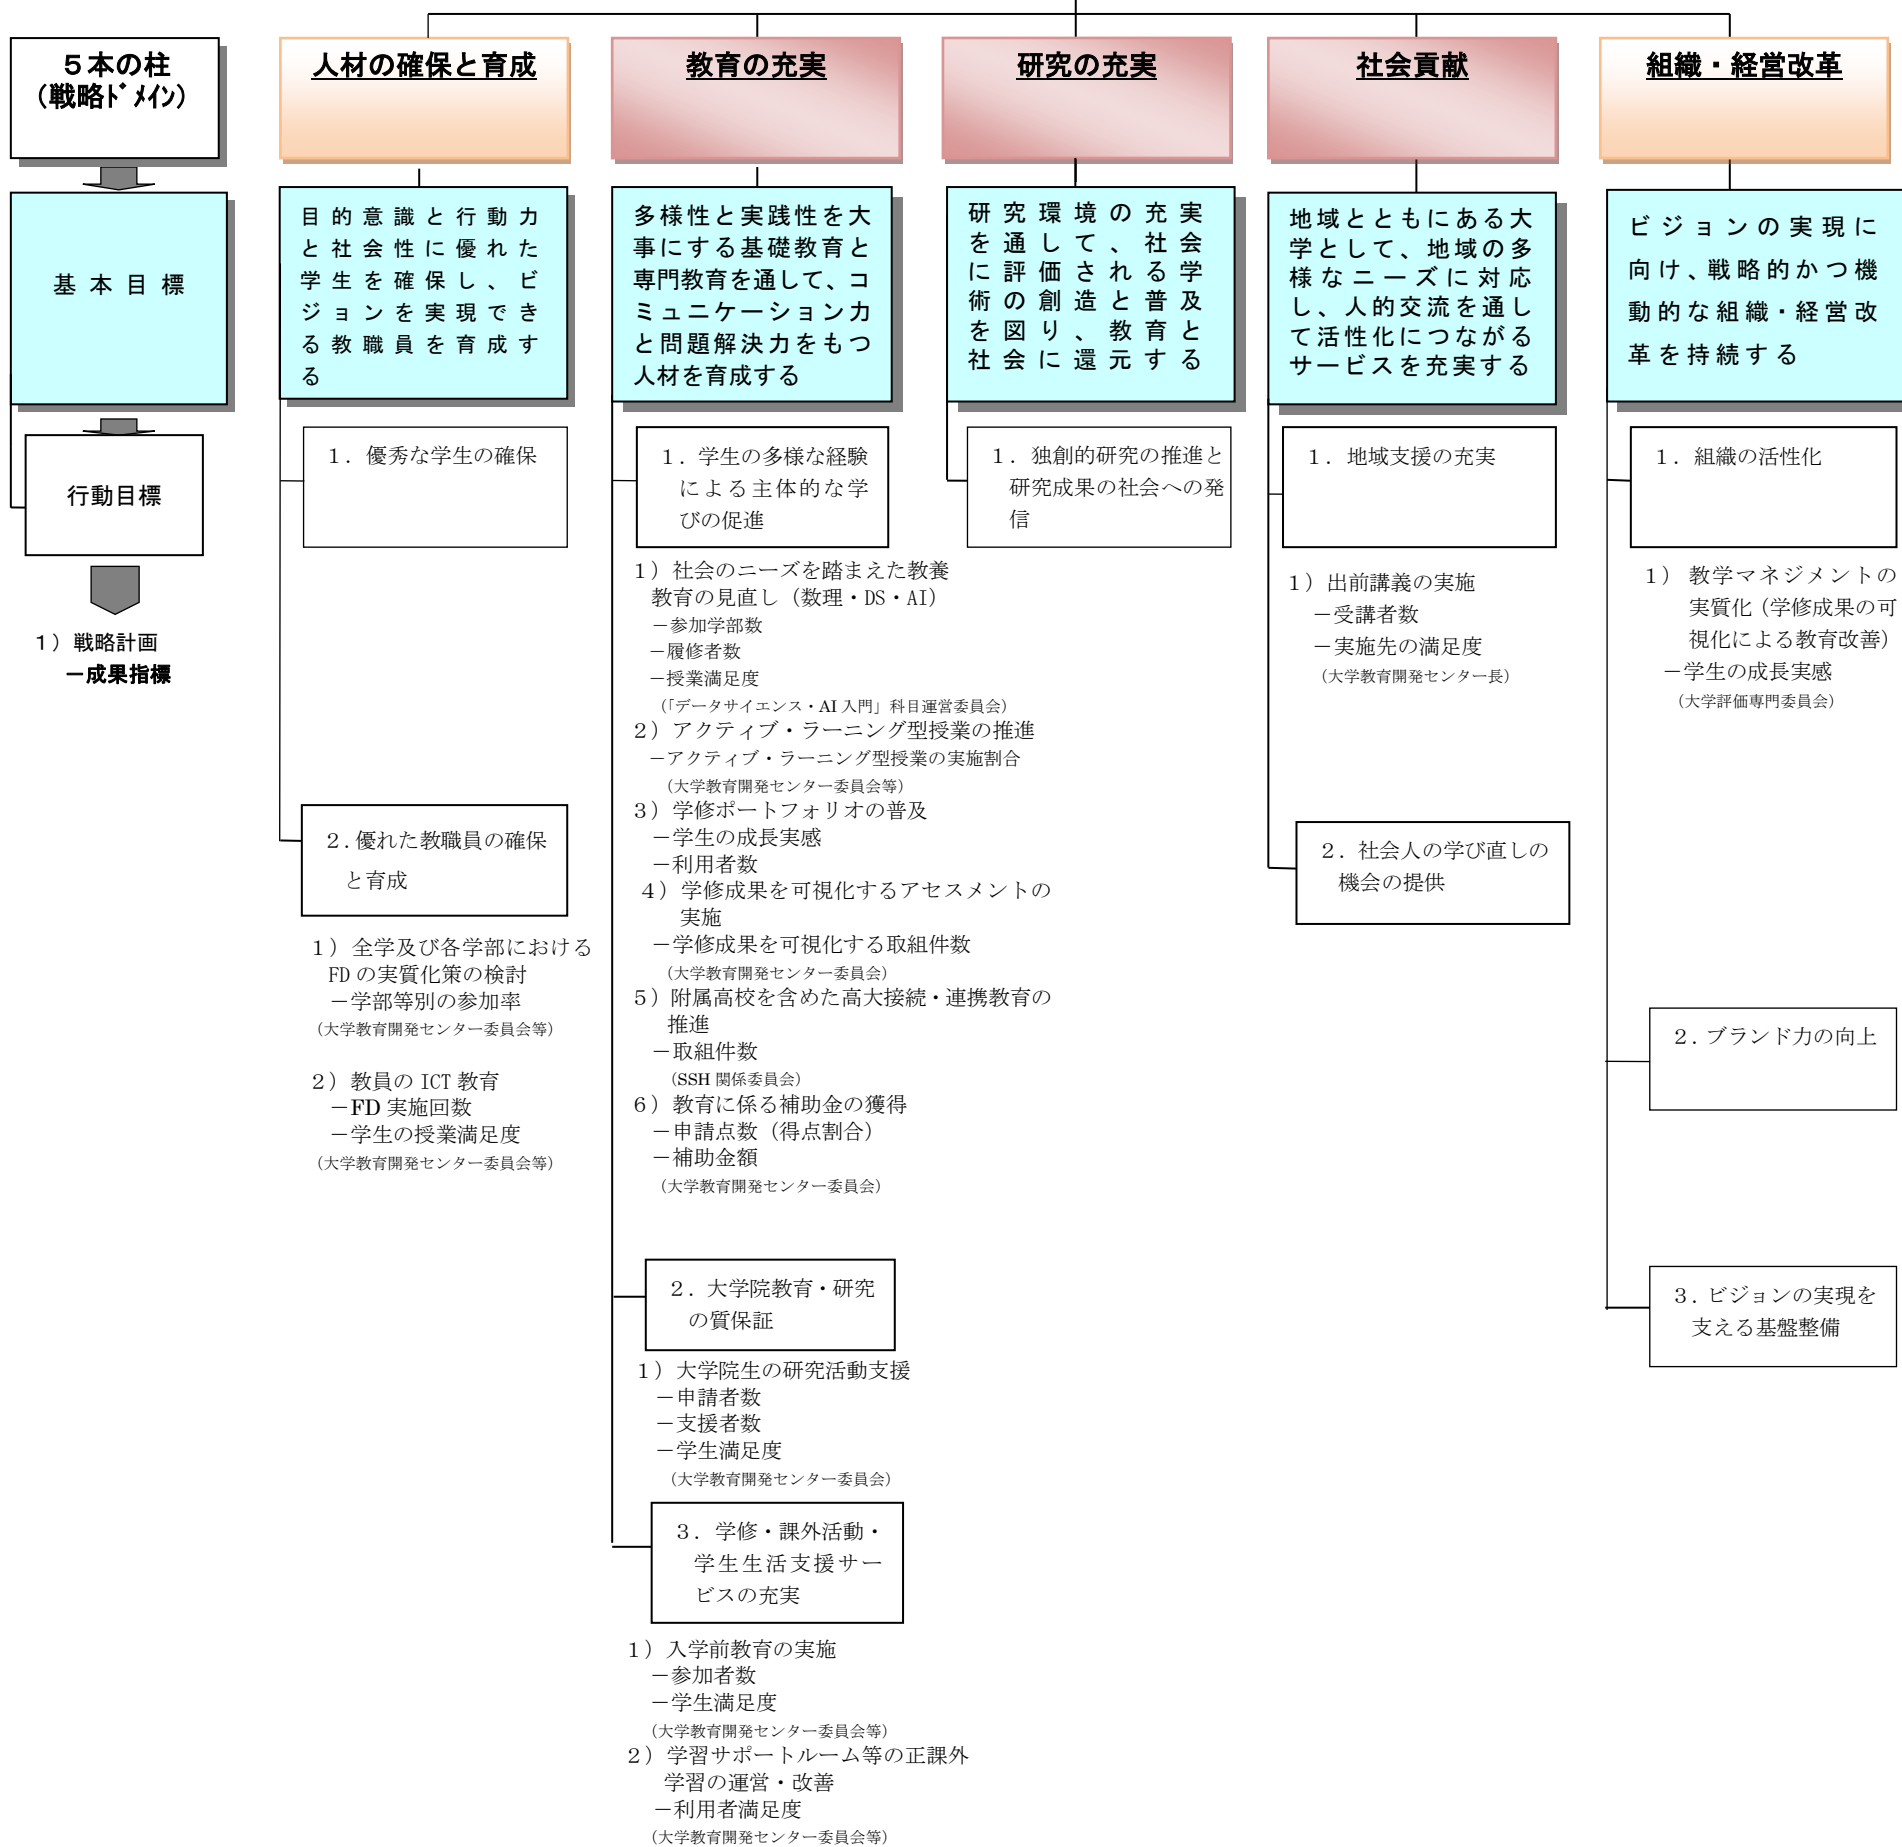 ５本の柱
（戦略ﾄﾞﾒｲﾝ）
基本目標
行動目標
１）戦略計画
－成果指標
人材の確保と育成
目的意識と行動力
と社会性に優れた
学生を確保し、ビ
ジョンを実現でき
る教職員を育成す
る
１．優秀な学生の確保
２．優れた教職員の確保
と育成
１）全学及び各学部における
FDの実質化策の検討
－学部等別の参加率
（大学教育開発センター委員会等）
２）教員の ICT 教育
－FD 実施回数
－学生の授業満足度
（大学教育開発センター委員会等）
教育の充実
多様性と実践性を大
事にする基礎教育と
専門教育を通して、コ
ミュニケーション力
と問題解決力をもつ
人材を育成する
１．学生の多様な経験
による主体的な学
びの促進
１）社会のニーズを踏まえた教養
教育の見直し（数理・DS・AI）
－参加学部数
－履修者数
－授業満足度
（「データサイエンス・AI 入門」科目運営委員会）
２）アクティブ・ラーニング型授業の推進
－アクティブ・ラーニング型授業の実施割合
（大学教育開発センター委員会等）
３）学修ポートフォリオの普及
－学生の成長実感
－利用者数
４）学修成果を可視化するアセスメントの
実施
－学修成果を可視化する取組件数
（大学教育開発センター委員会）
５）附属高校を含めた高大接続・連携教育の
推進
－取組件数
（SSH 関係委員会）
６）教育に係る補助金の獲得
－申請点数（得点割合）
－補助金額
（大学教育開発センター委員会）
２．大学院教育・研究
の質保証
１）大学院生の研究活動支援
－申請者数
－支援者数
－学生満足度
（大学教育開発センター委員会）
３．学修・課外活動・
学生生活支援サー
ビスの充実
１）入学前教育の実施
－参加者数
－学生満足度
（大学教育開発センター委員会等）
２）学習サポートルーム等の正課外
学習の運営・改善
－利用者満足度
（大学教育開発センター委員会等）
研究の充実
研究環境の充実
を通して、社会
に評価される学
術の創造と普及
を図り、教育と
社会に還元する
１．独創的研究の推進と
研究成果の社会への発
信
社会貢献
地域とともにある大
学として、地域の多
様なニーズに対応
し、人的交流を通し
て活性化につながる
サービスを充実する
１．地域支援の充実
１）出前講義の実施
－受講者数
－実施先の満足度
（大学教育開発センター長）
２．社会人の学び直しの
機会の提供
組織・経営改革
ビジョンの実現に
向け、戦略的かつ機
動的な組織・経営改
革を持続する
１．組織の活性化
１）教学マネジメントの
実質化（学修成果の可
視化による教育改善）
－学生の成長実感
（大学評価専門委員会）
２．ブランド力の向上
３．ビジョンの実現を
支える基盤整備